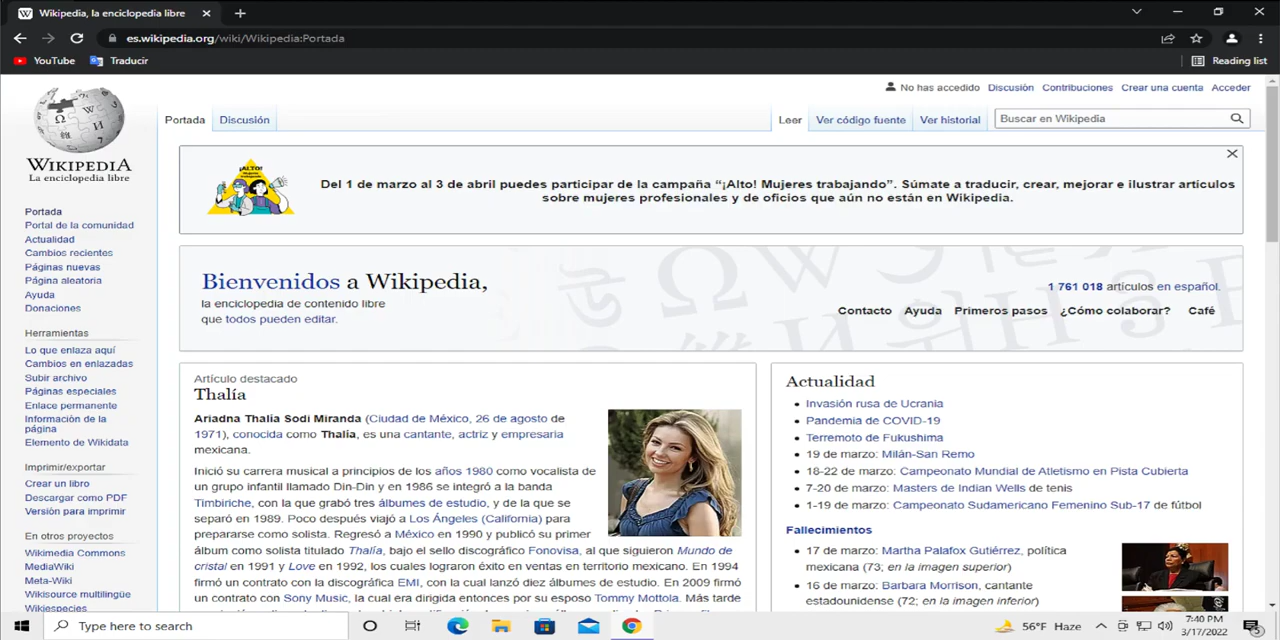 Wikipedia, la enciclopedia libre
es.wikipedia.org/wiki/Wikipedia:Portada
YouTube Traducir Reading list
No has accedido Discusión Contribuciones Crear una cuenta Acceder
Portada Discusión Leer Ver código fuente Ver historial Buscar en Wikipedia
WIKIPEDIA
La enciclopedia libre
¡ALTO!
Del 1 de marzo al 3 de abril puedes participar de la campaña “¡Alto! Mujeres trabajando”. Súmate a traducir, crear, mejorar e ilustrar artículos
sobre mujeres profesionales y de oficios que aún no están en Wikipedia.
Portada
Portal de la comunidad
Actualidad
Cambios recientes
Páginas nuevas
Página aleatoria
Ayuda
Donaciones
Herramientas
Lo que enlaza aquí
Cambios en enlazadas
Subir archivo
Páginas especiales
Enlace permanente
Información de la
página
Elemento de Wikidata
Imprimir/exportar
Crear un libro
Descargar como PDF
Versión para imprimir
En otros proyectos
Wikimedia Commons
MediaWiki
Meta-Wiki
Wikisource multilingüe
Wikispecies
Bienvenidos a Wikipedia,
la enciclopedia de contenido libre
que todos pueden editar.
1 761 018 artículos en español.
Contacto Ayuda Primeros pasos ¿Cómo colaborar? Café
Artículo destacado
Thalía
Ariadna Thalía Sodi Miranda (Ciudad de México, 26 de agosto de
1971), conocida como Thalía, es una cantante, actriz y empresaria
mexicana.
Inició su carrera musical a principios de los años 1980 como vocalista de
un grupo infantil llamado Din-Din y en 1986 se integró a la banda
Timbiriche, con la que grabó tres álbumes de estudio, y de la que se
separó en 1989. Poco después viajó a Los Ángeles (California) para
prepararse como solista. Regresó a México en 1990 y publicó su primer
álbum como solista titulado Thalía, bajo el sello discográfico Fonovisa, al que siguieron Mundo de
cristal en 1991 y Love en 1992, los cuales lograron éxito en ventas en territorio mexicano. En 1994
firmó un contrato con la discográfica EMI, con la cual lanzó diez álbumes de estudio. En 2009 firmó
un contrato con Sony Music, la cual era dirigida entonces por su esposo Tommy Mottola. Más tarde
Actualidad
Invasión rusa de Ucrania
Pandemia de COVID-19
Terremoto de Fukushima
19 de marzo: Milán-San Remo
18-22 de marzo: Campeonato Mundial de Atletismo en Pista Cubierta
7-20 de marzo: Masters de Indian Wells de tenis
1-19 de marzo: Campeonato Sudamericano Femenino Sub-17 de fútbol
Fallecimientos
17 de marzo: Martha Palafox Gutiérrez, política
mexicana (73; en la imagen superior)
16 de marzo: Barbara Morrison, cantante
estadounidense (72; en la imagen inferior)
Type here to search
56°F Haze
7:40 PM
3/17/2022
5